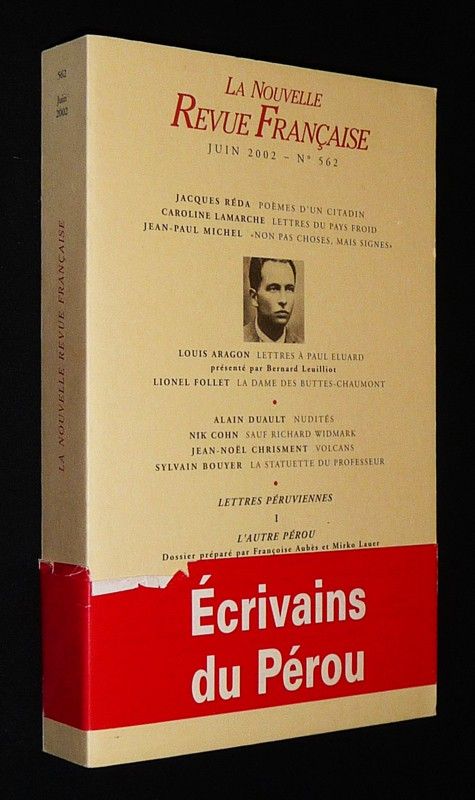 562
Juin
2002
LA NOUVELLE REVUE FRANÇAISE
LA NOUVELLE
REVUE FRANÇAISE
JUIN 2002 – N° 562
JACQUES RÉDA POÈMES D'UN CITADIN
CAROLINE LAMARCHE LETTRES DU PAYS FROID
JEAN-PAUL MICHEL «NON PAS CHOSES, MAIS SIGNES»
LOUIS ARAGON LETTRES À PAUL ELUARD
présenté par Bernard Leuilliot
LIONEL FOLLET LA DAME DES BUTTES-CHAUMONT
ALAIN DUAULT NUDITÉS
NIK COHN SAUF RICHARD WIDMARK
JEAN-NOËL CHRISMENT VOLCANS
SYLVAIN BOUYER LA STATUETTE DU PROFESSEUR
LETTRES PÉRUVIENNES
I
L'AUTRE PÉROU
Dossier préparé par Françoise Aubès et Mirko Lauer
Écrivains
du Pérou